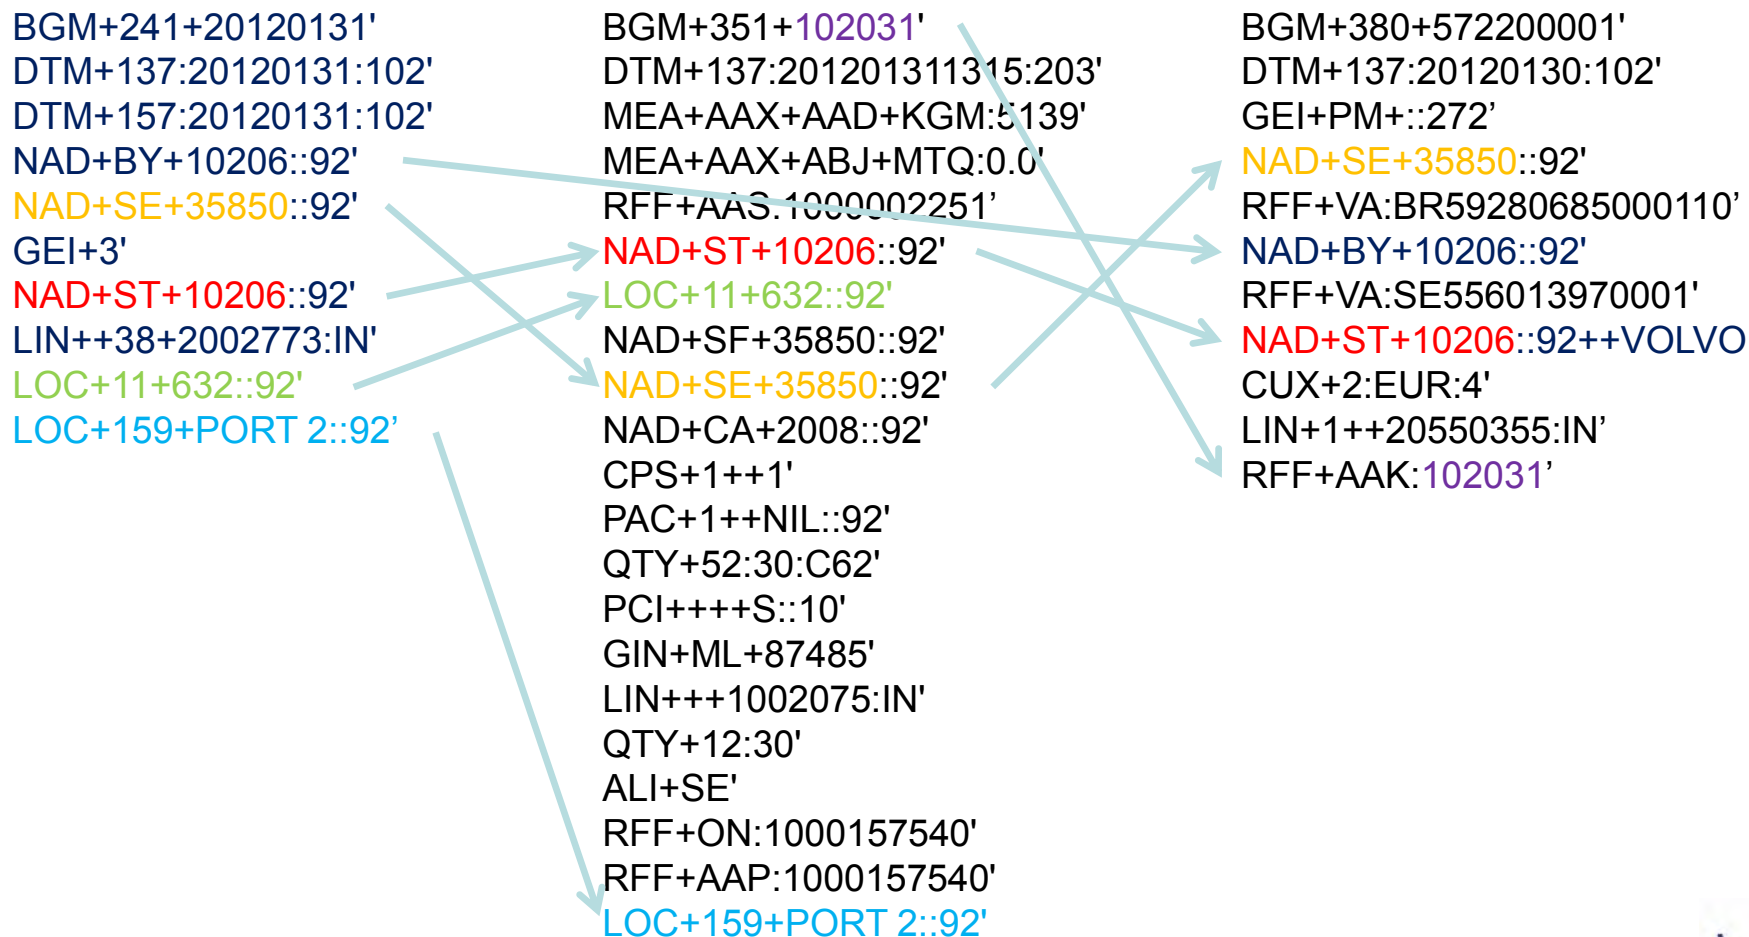 BGM+241+20120131'
DTM+137:20120131:102'
DTM+157:20120131:102'
NAD+BY+10206::92'
NAD+SE+35850::92'
GEI+3'
NAD+ST+10206::92'
LIN++38+2002773:IN'
LOC+11+632::92'
LOC+159+PORT 2::92’
BGM+351+102031'
DTM+137:201201311315:203'
MEA+AAX+AAD+KGM:5139'
MEA+AAX+ABJ+MTQ:0.0'
RFF+AAS:1000002251’
NAD+ST+10206::92'
LOC+11+632::92'
NAD+SF+35850::92'
NAD+SE+35850::92'
NAD+CA+2008::92'
CPS+1++1'
PAC+1++NIL::92'
QTY+52:30:C62'
PCI++++S::10'
GIN+ML+87485'
LIN+++1002075:IN'
QTY+12:30'
ALI+SE'
RFF+ON:1000157540'
RFF+AAP:1000157540'
LOC+159+PORT 2::92'
BGM+380+572200001'
DTM+137:20120130:102'
GEI+PM+::272’
NAD+SE+35850::92'
RFF+VA:BR59280685000110’
NAD+BY+10206::92'
RFF+VA:SE556013970001'
NAD+ST+10206::92++VOLVO
CUX+2:EUR:4'
LIN+1++20550355:IN’
RFF+AAK:102031’